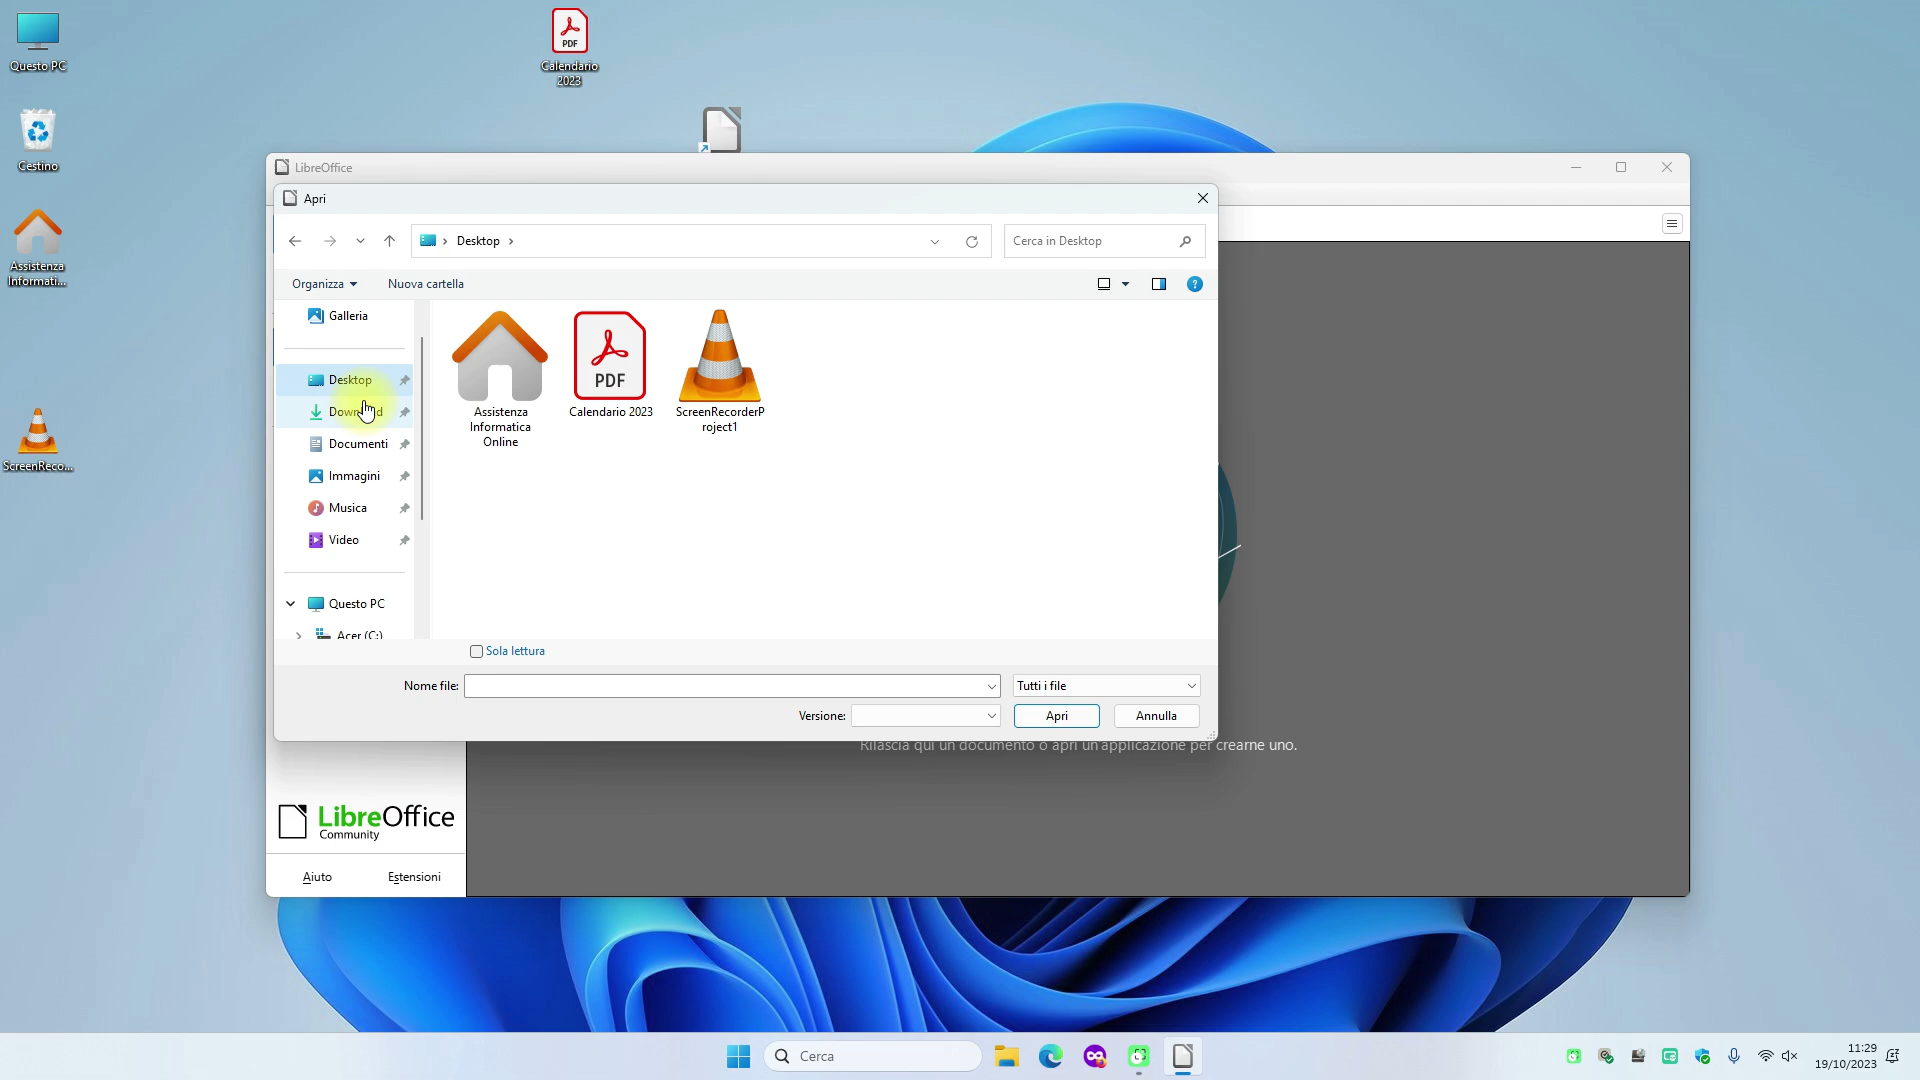 Questo PC
Cestino
Assistenza
Informati...
ScreenReco...
PDF
Calendario
2023
LibreOffice
Apri
Desktop
Cerca in Desktop
Organizza
Nuova cartella
Galleria
Desktop
Download
Documenti
Immagini
Musica
Video
Questo PC
Acer (C:)
Assistenza
Informatica
Online
PDF
Calendario 2023
ScreenRecorderP
roject1
Sola lettura
Nome file:
Tutti i file
Versione:
Apri
Annulla
Rilascia qui un documento o apri un'applicazione per crearne uno.
LibreOffice
Community
Aiuto
Estensioni
Cerca
11:29
19/10/2023